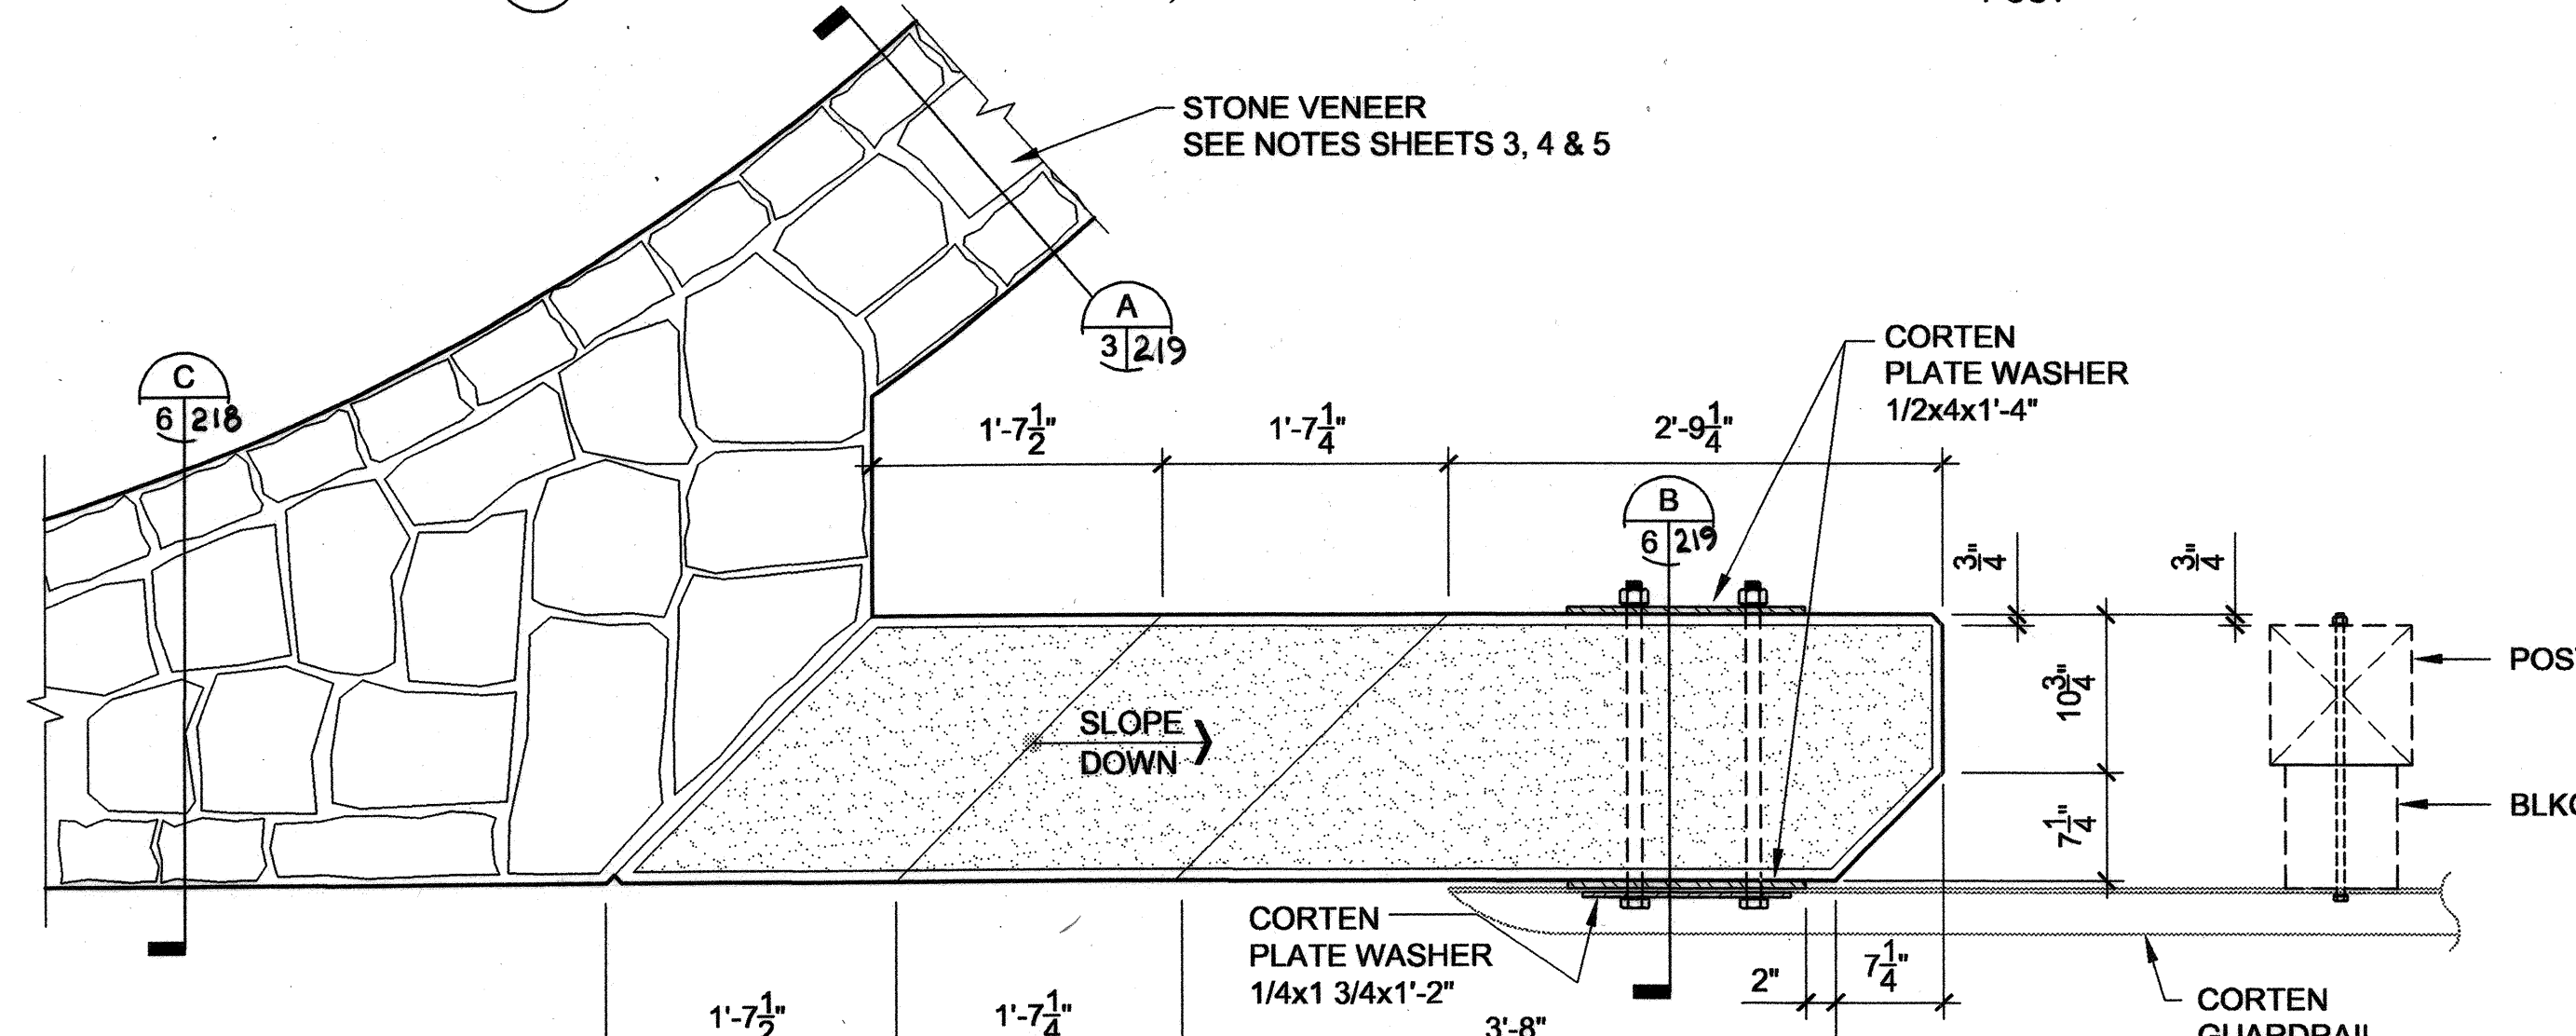 STONE VENEER
SEE NOTES SHEETS 3, 4 & 5
A
3 219
C
6 218
CORTEN
PLATE WASHER
1/2x4x1'-4"
1'-7 1/2"
1'-7 1/4"
2'-9 1/4"
B
6 219
3/4"
3/4"
10 3/4"
7 1/4"
SLOPE
DOWN
CORTEN
PLATE WASHER
1/4x1 3/4x1'-2"
2"
7 1/4"
1'-7 1/2"
1'-7 1/4"
3'-8"
CORTEN
GUARDRAIL